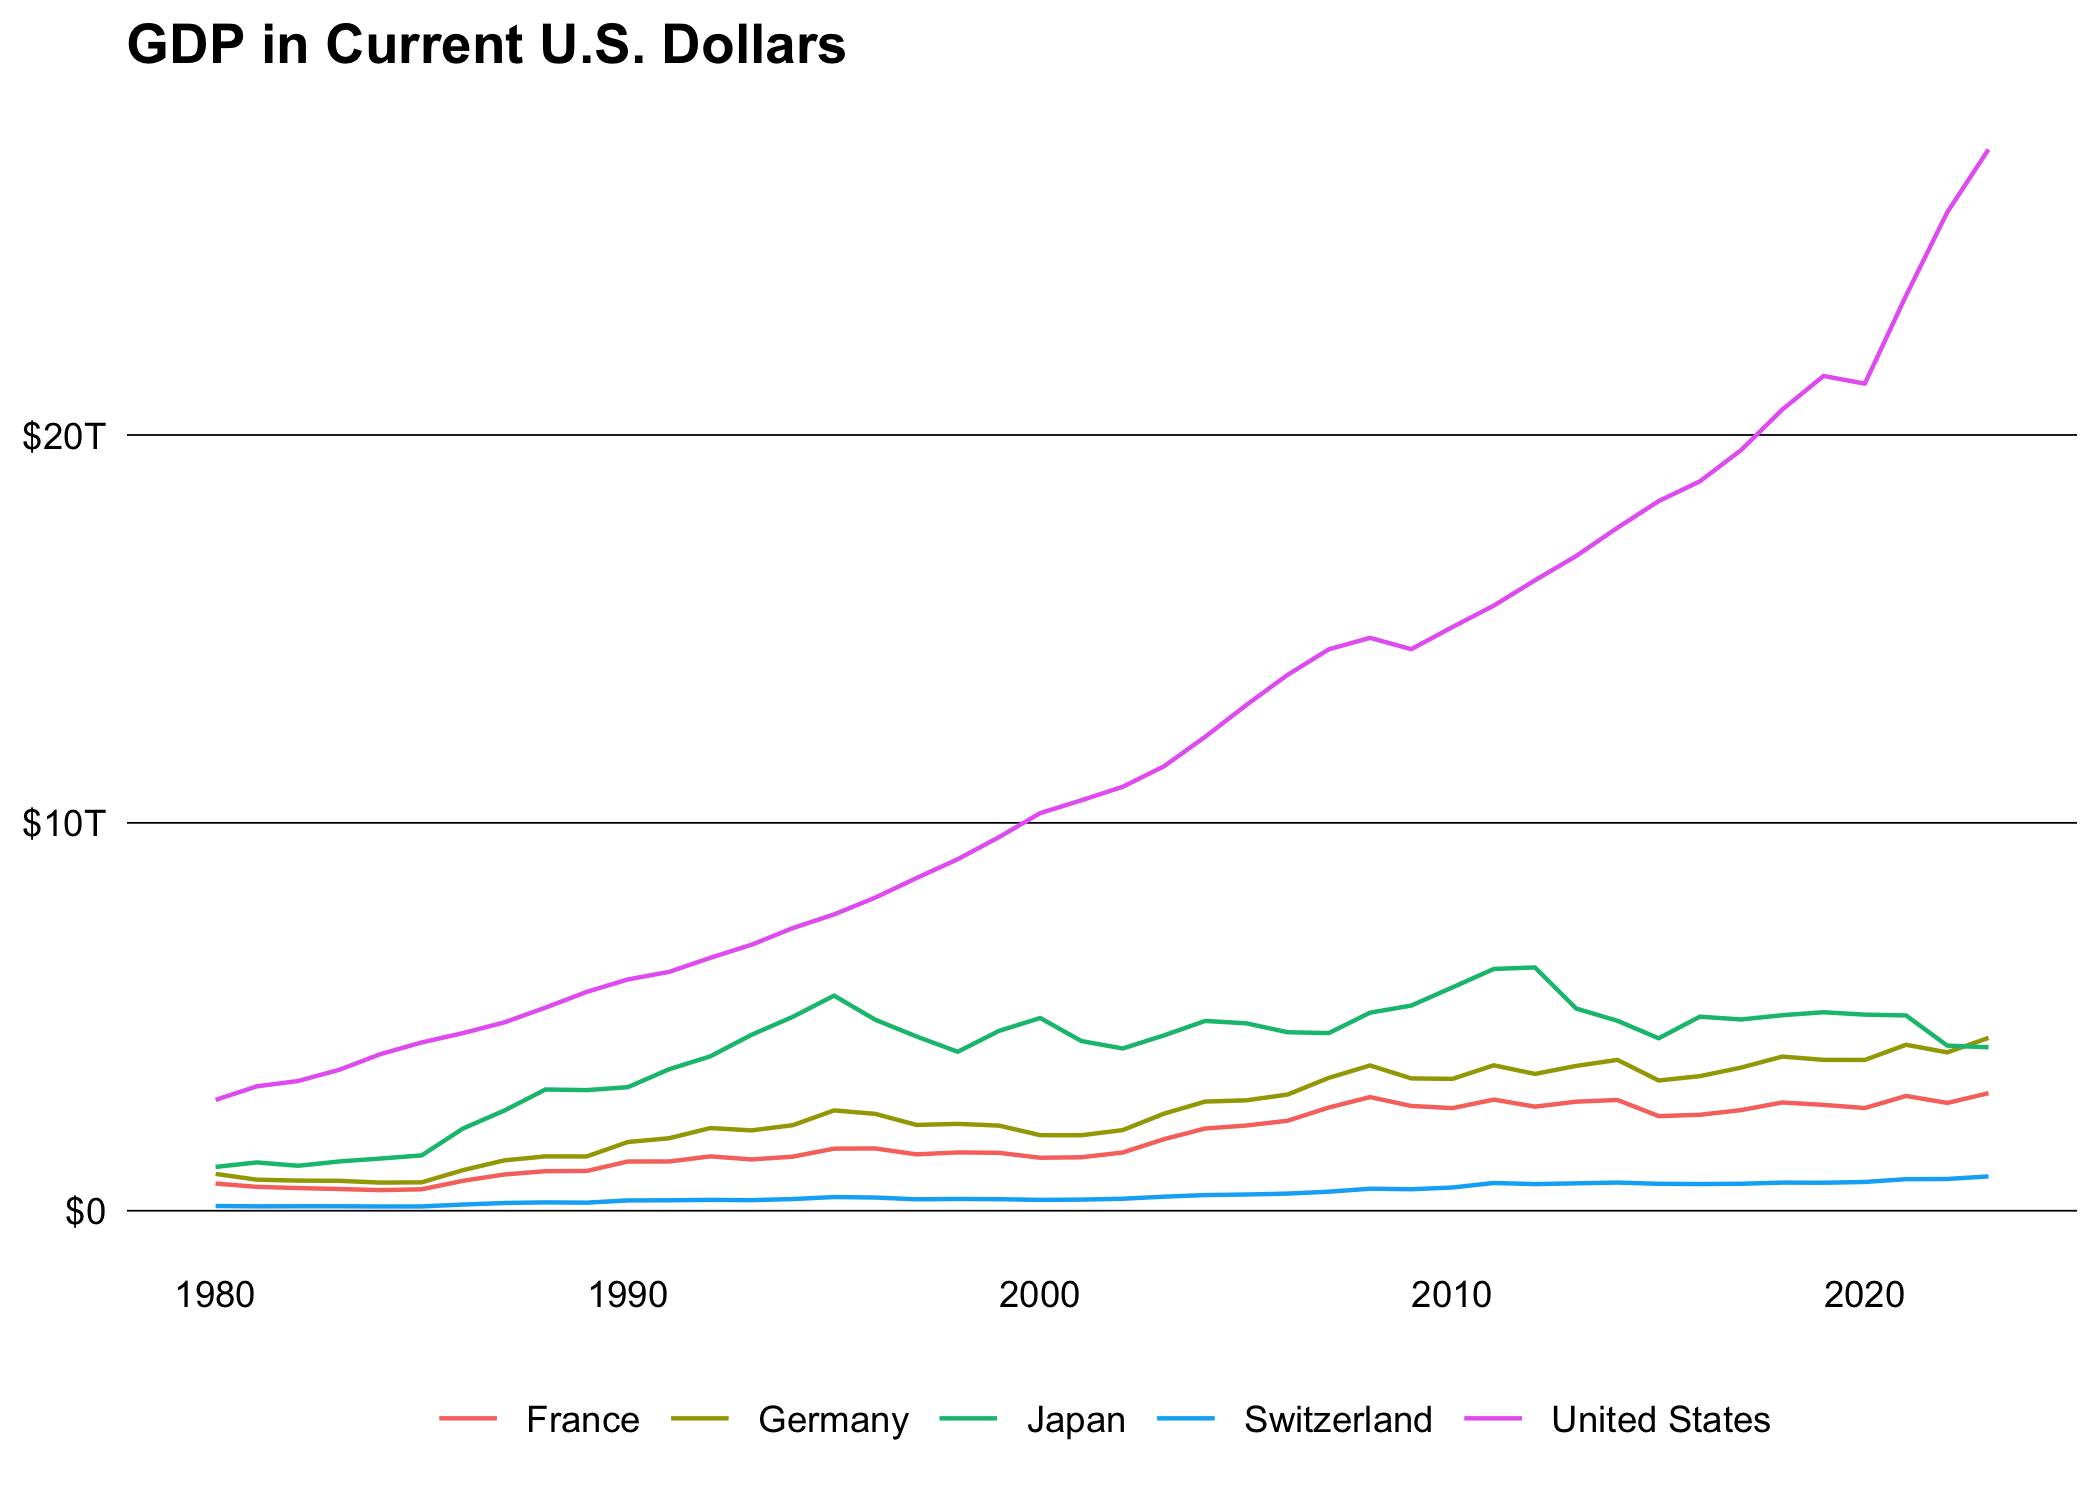 GDP in Current U.S. Dollars
$20T
$10T
$0
1980 1990 2000 2010 2020
France Germany Japan Switzerland United States